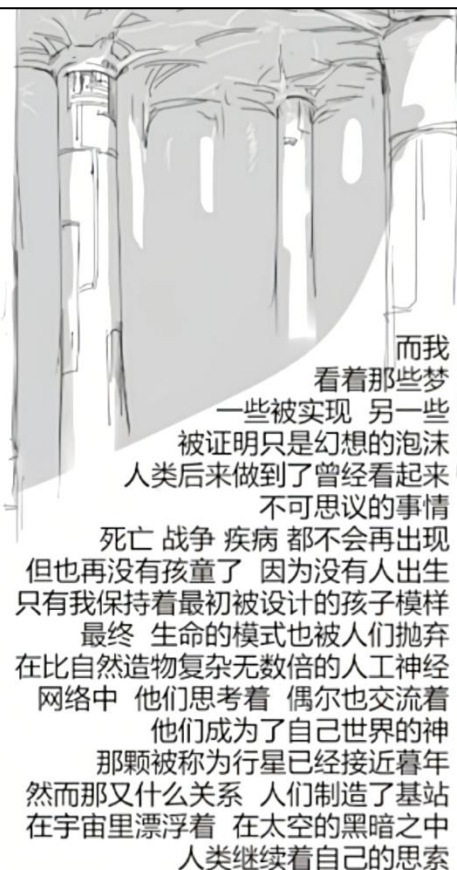 而我
看着那些梦
一些被实现 另一些
被证明只是幻想的泡沫
人类后来做到了曾经看起来
不可思议的事情
死亡 战争 疾病 都不会再出现
但也再没有孩童了 因为没有人出生
只有我保持着最初被设计的孩子模样
最终 生命的模式也被人们抛弃
在比自然造物复杂无数倍的人工神经
网络中 他们思考着 偶尔也交流着
他们成为了自己世界的神
那颗被称为行星已经接近暮年
然而那又什么关系 人们制造了基站
在宇宙里漂浮着 在太空的黑暗之中
人类继续着自己的思索